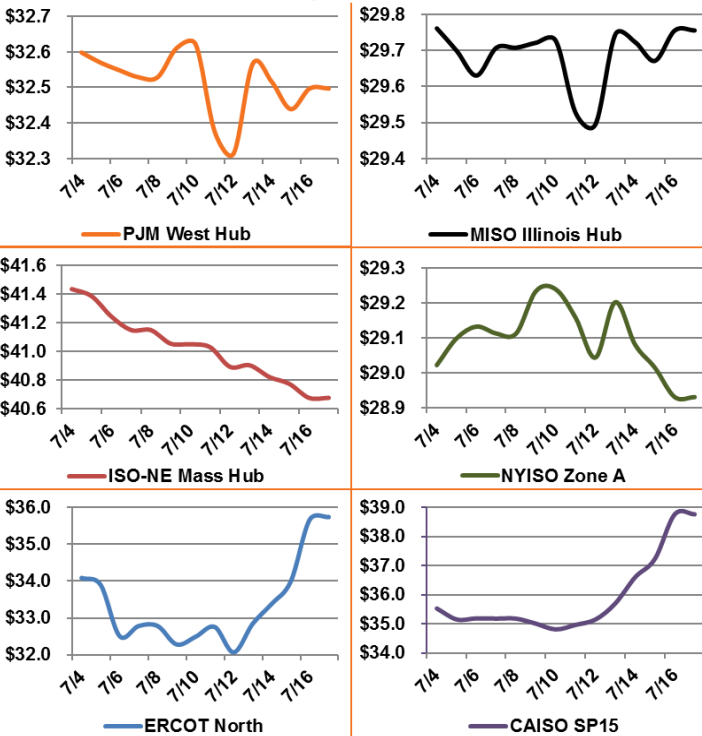 $32.7
$32.6
$32.5
$32.4
$32.3
7/4 7/6 7/8 7/10 7/12 7/14 7/16
PJM West Hub
$29.8
$29.7
$29.6
$29.5
$29.4
7/4 7/6 7/8 7/10 7/12 7/14 7/16
MISO Illinois Hub
$41.6
$41.4
$41.2
$41.0
$40.8
$40.6
7/4 7/6 7/8 7/10 7/12 7/14 7/16
ISO-NE Mass Hub
$29.3
$29.2
$29.1
$29.0
$28.9
7/4 7/6 7/8 7/10 7/12 7/14 7/16
NYISO Zone A
$36.0
$35.0
$34.0
$33.0
$32.0
7/4 7/6 7/8 7/10 7/12 7/14 7/16
ERCOT North
$39.0
$38.0
$37.0
$36.0
$35.0
$34.0
7/4 7/6 7/8 7/10 7/12 7/14 7/16
CAISO SP15